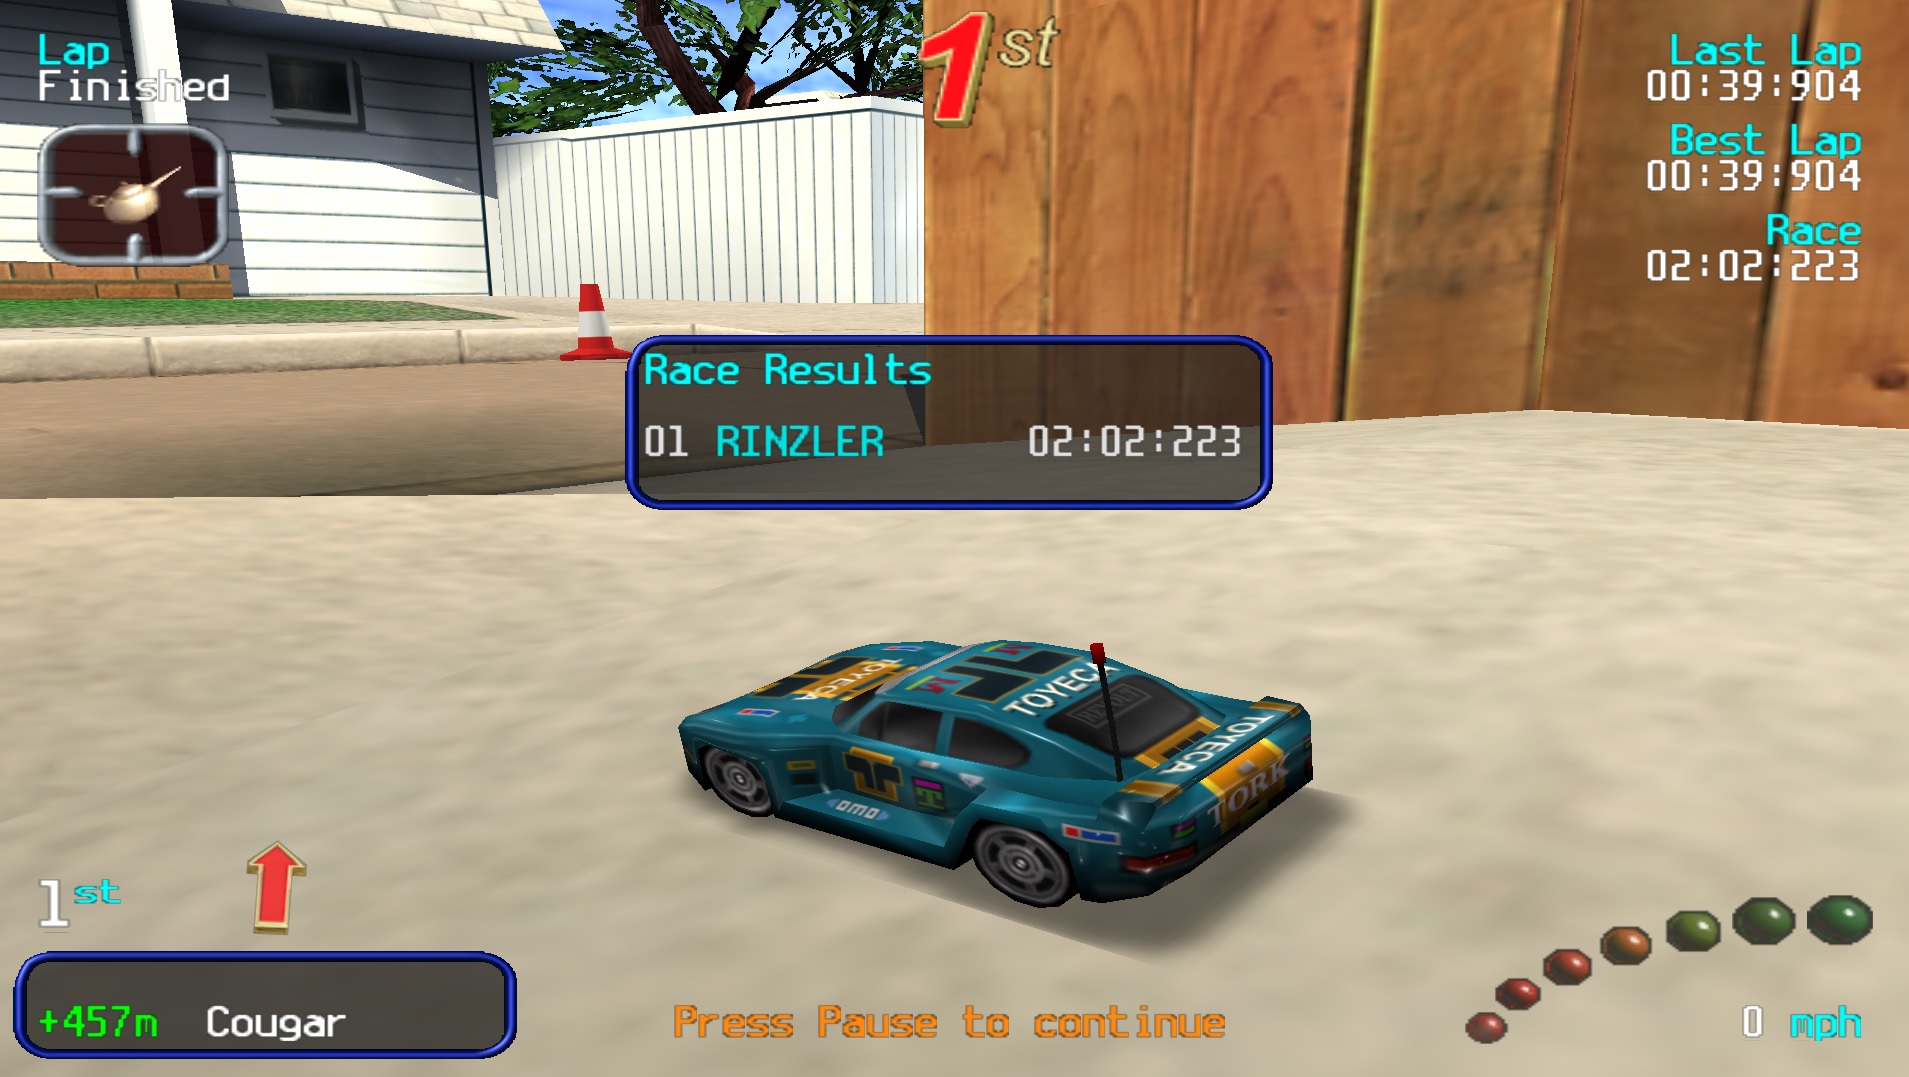 Lap
Finished
1st
Last Lap
00:39:904
Best Lap
00:39:904
Race
02:02:223
Race Results
01 RINZLER 02:02:223
TOYECA
M
M
TOYECA
TOYECA
TORK
OMO
1st
+457m Cougar
Press Pause to continue
0 mph